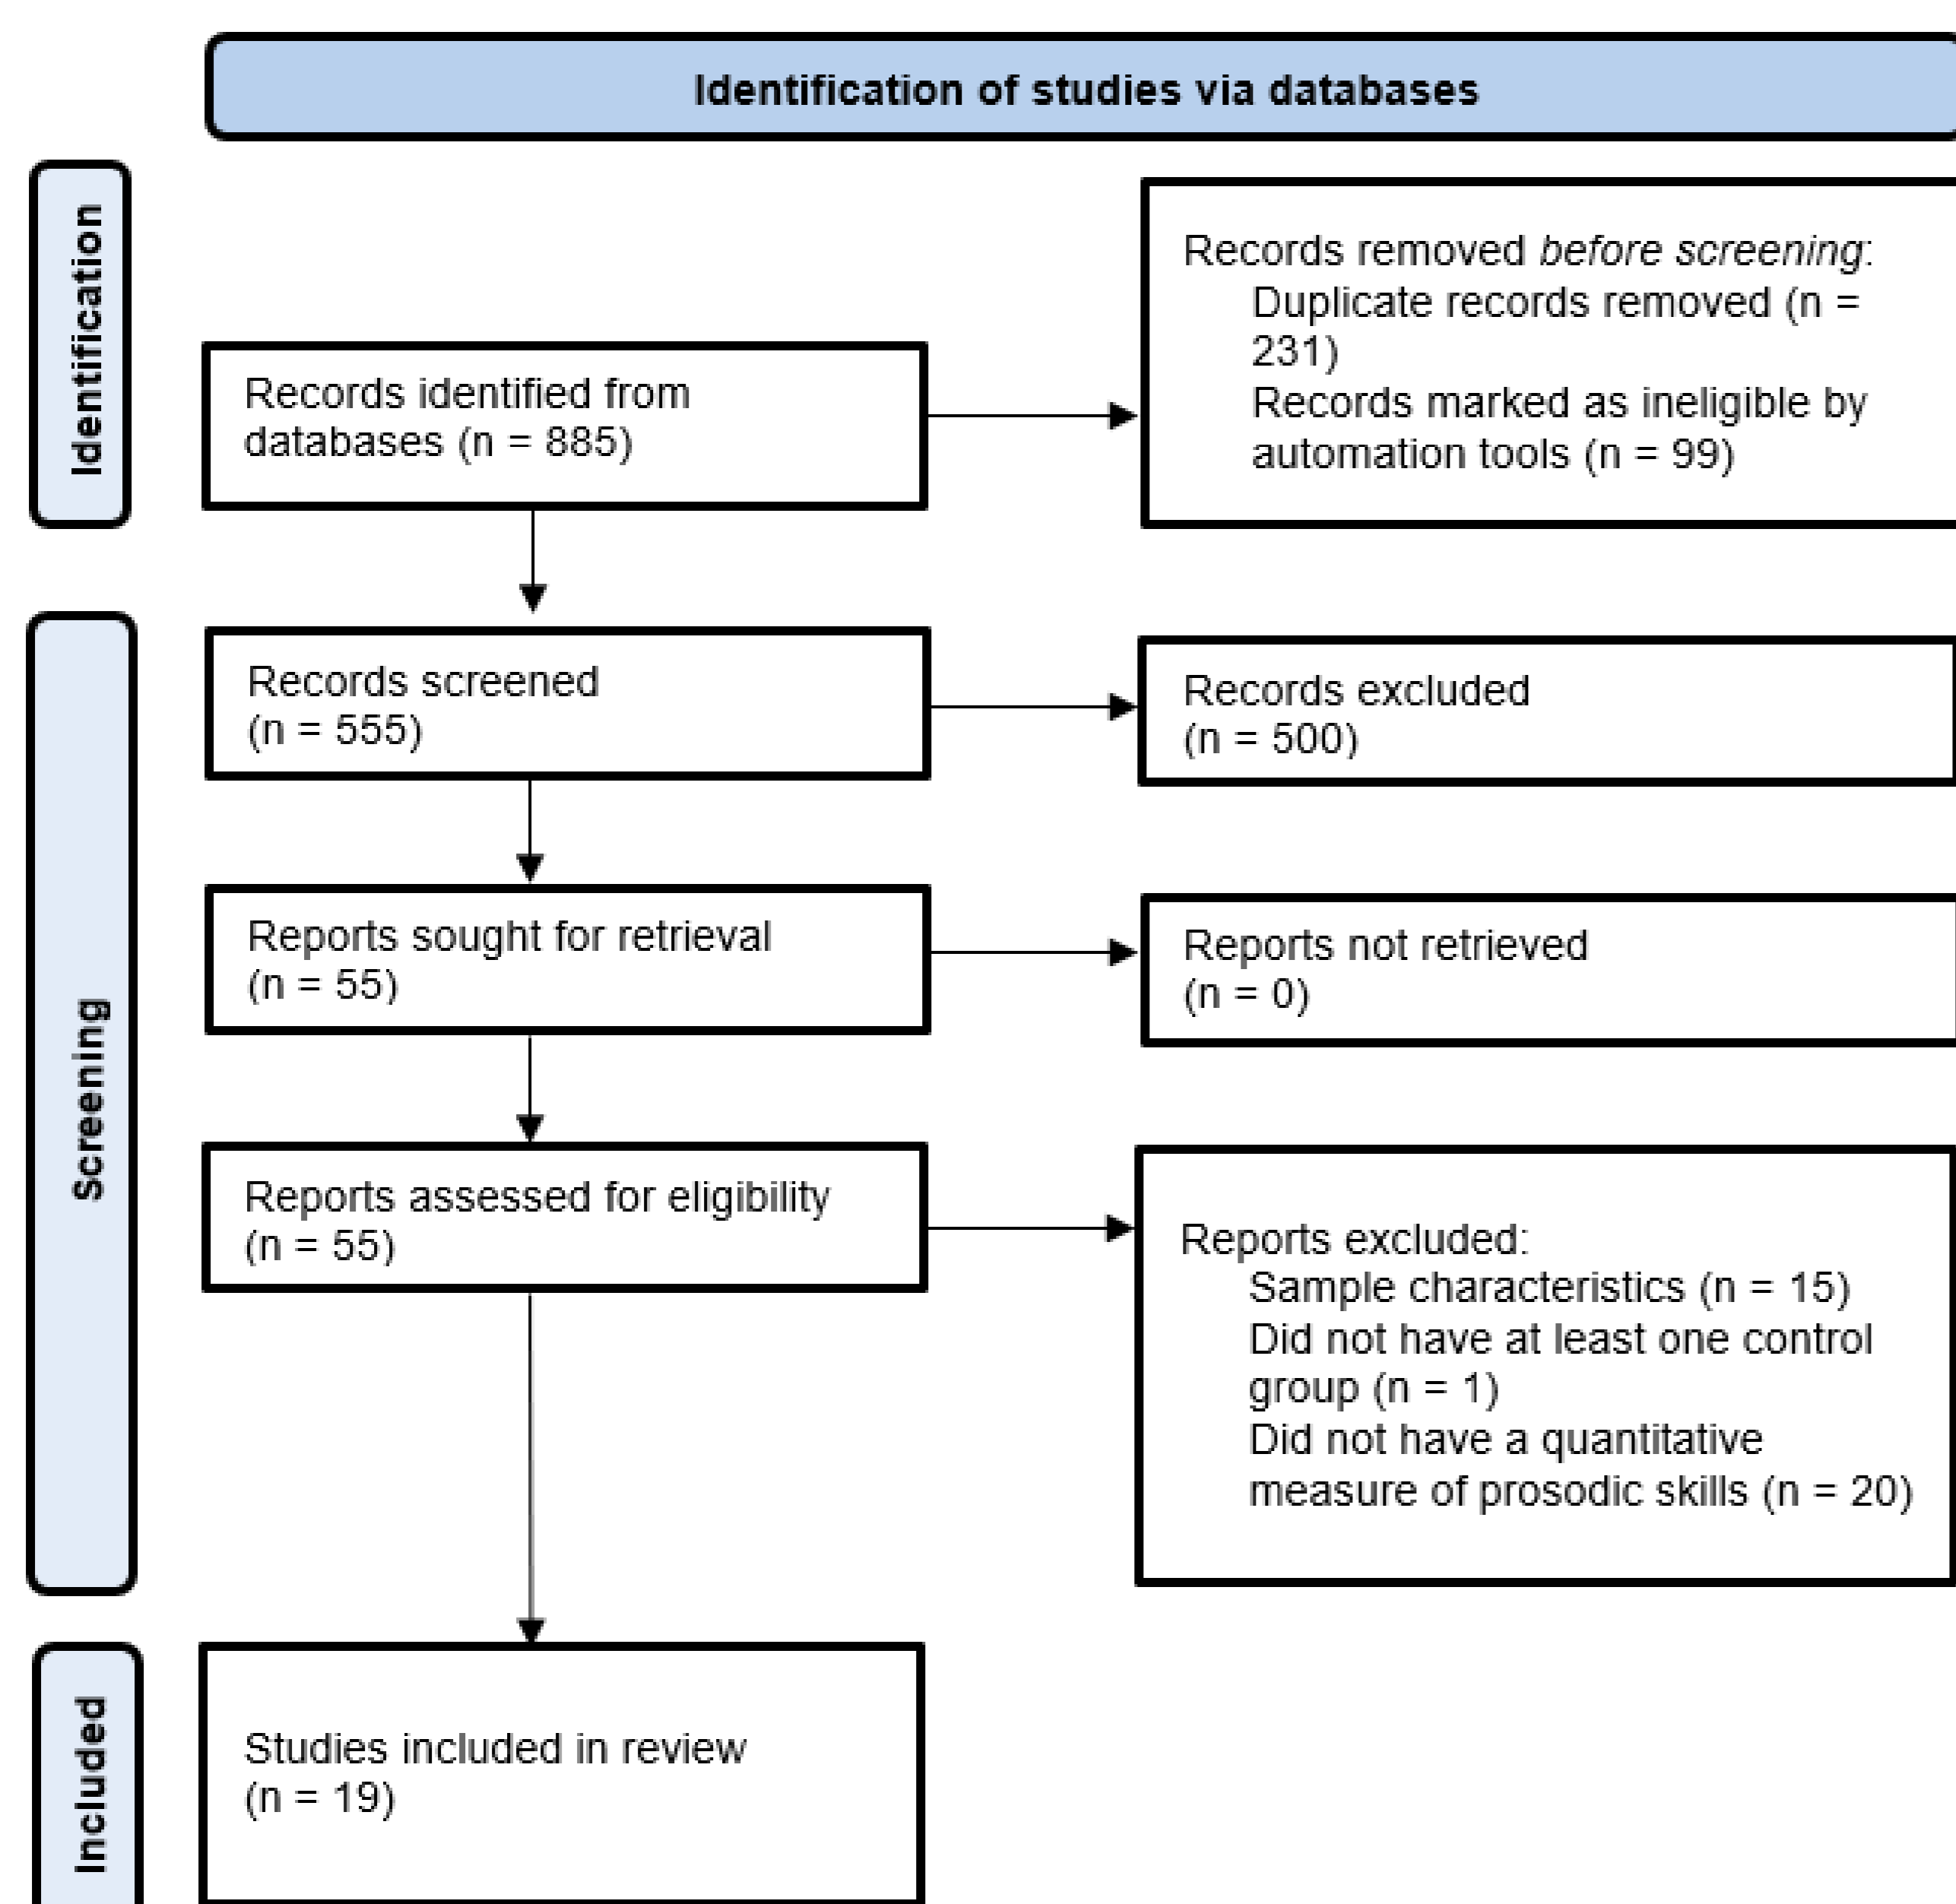 Identification of studies via databases
Identification
Records identified from
databases (n = 885)
Records removed before screening:
Duplicate records removed (n =
231)
Records marked as ineligible by
automation tools (n = 99)
Screening
Records screened
(n = 555)
Records excluded
(n = 500)
Reports sought for retrieval
(n = 55)
Reports not retrieved
(n = 0)
Reports assessed for eligibility
(n = 55)
Reports excluded:
Sample characteristics (n = 15)
Did not have at least one control
group (n = 1)
Did not have a quantitative
measure of prosodic skills (n = 20)
Included
Studies included in review
(n = 19)